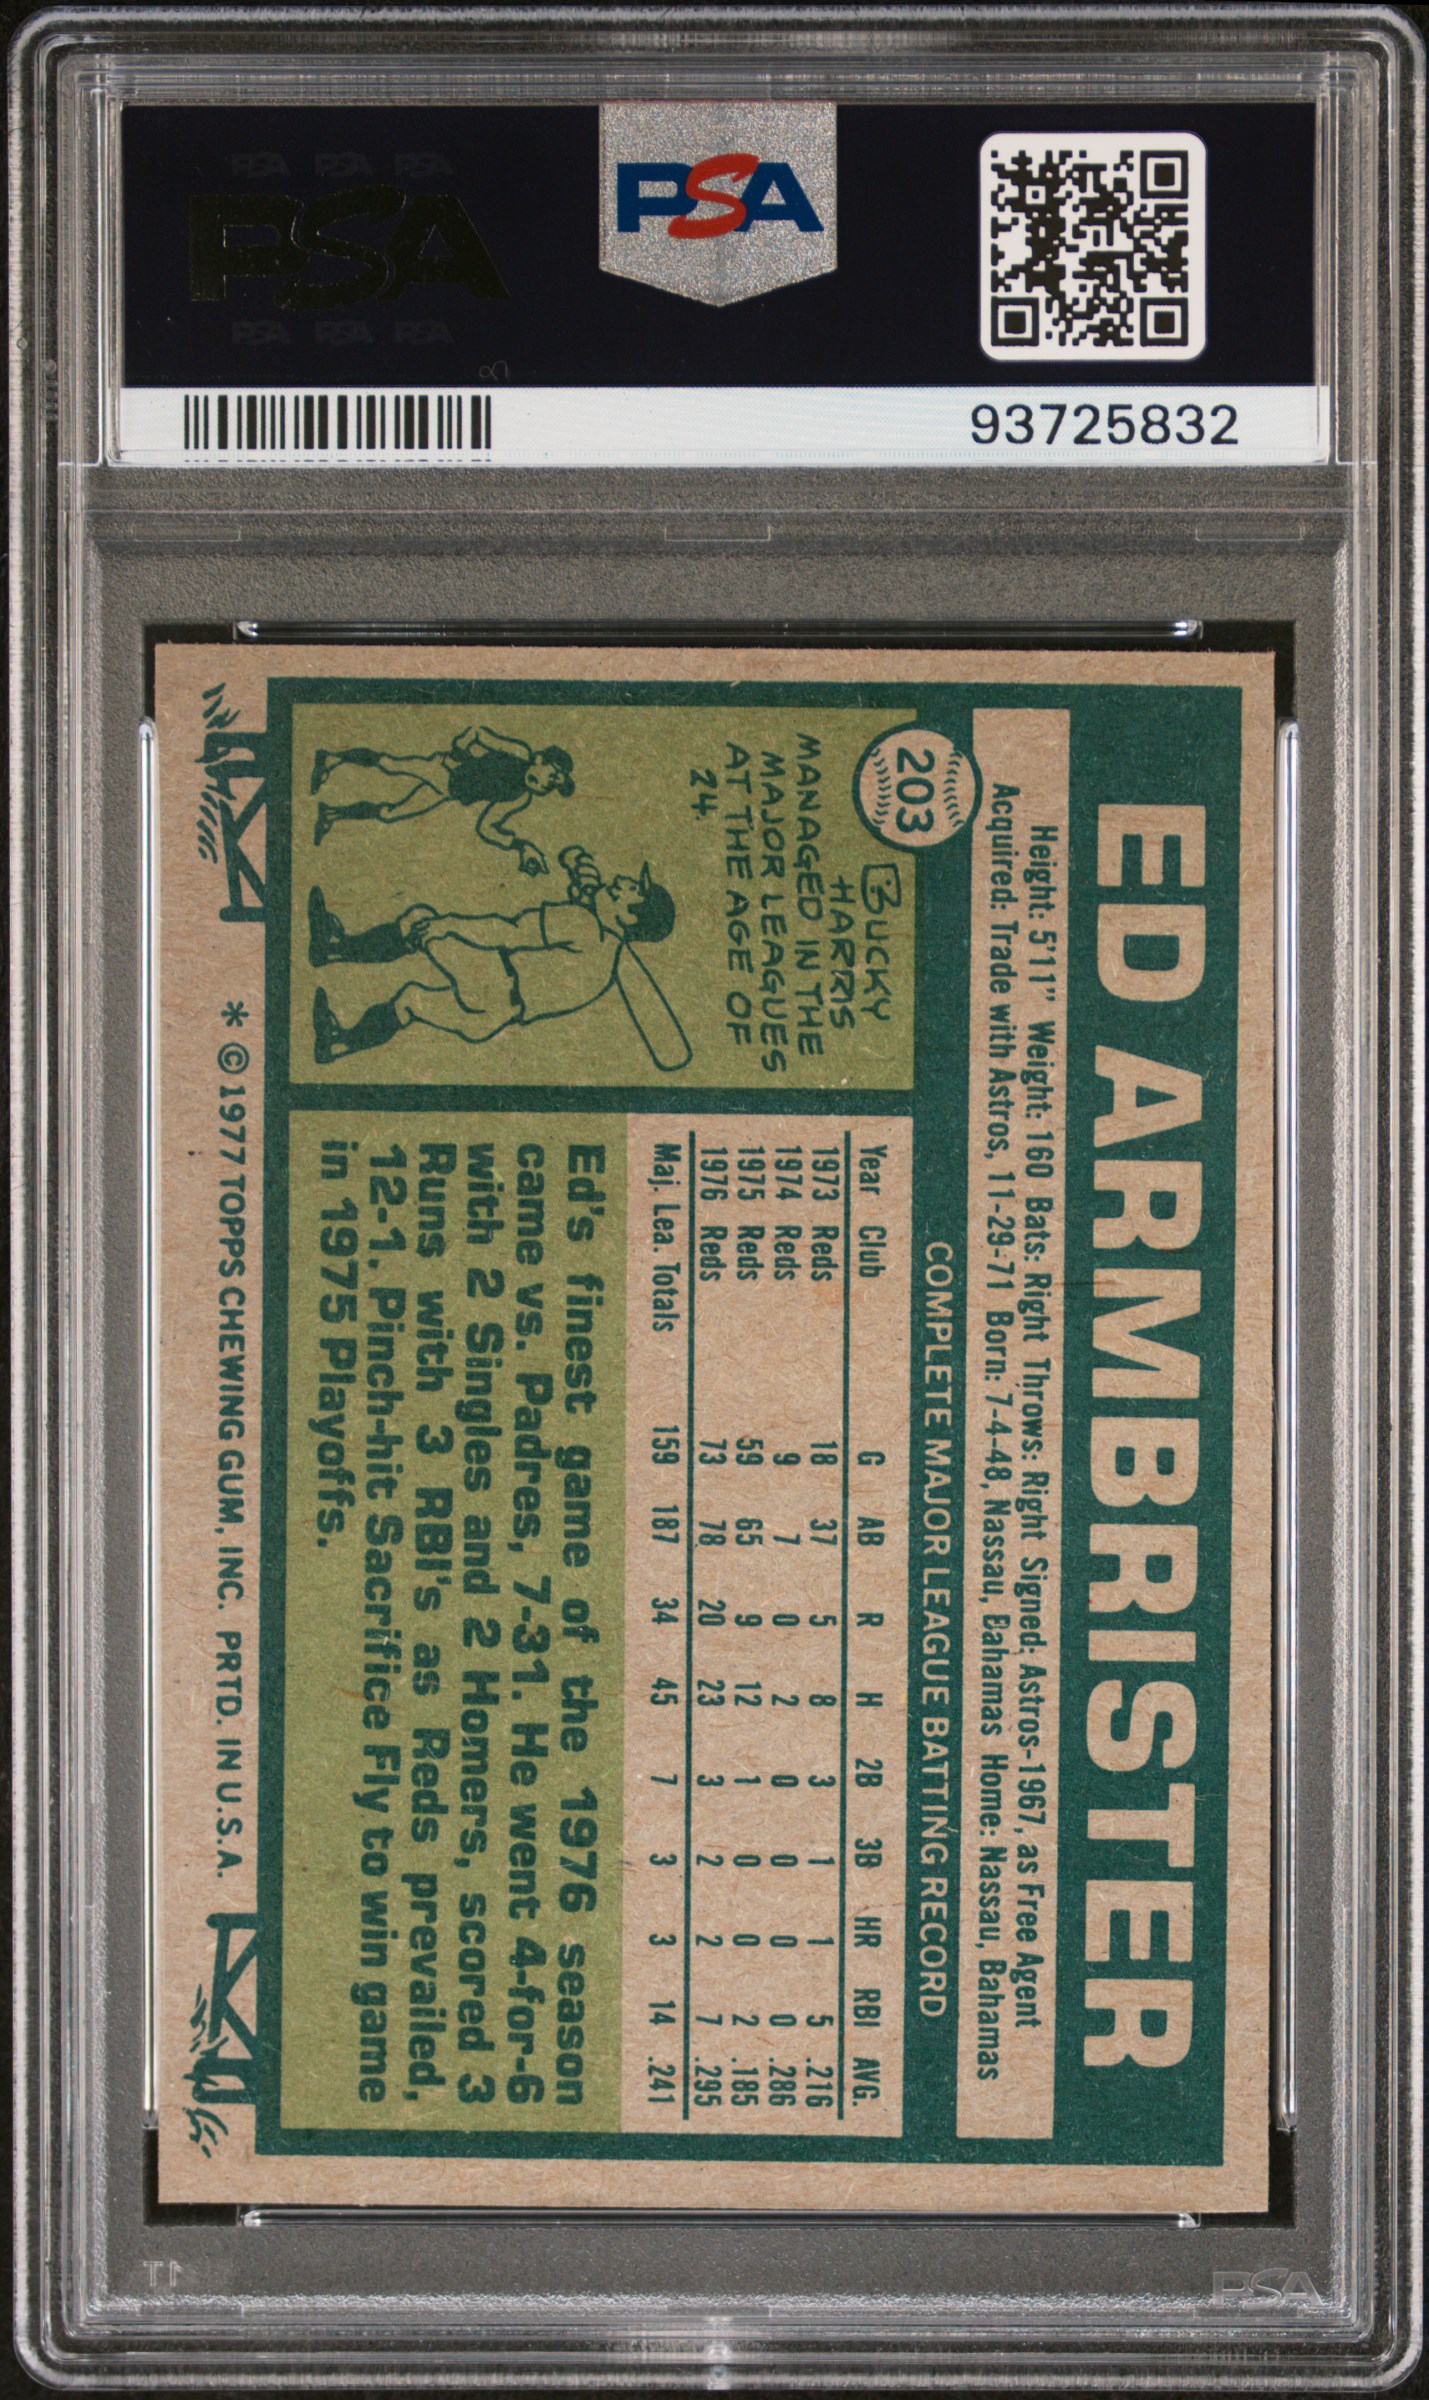 PSA PSA PSA
PSA
PSA PSA PSA
PSA
93725832
203
ED ARMBRISTER
Height: 5'11" Weight: 160 Bats: Right Throws: Right Signed: Astros-1967, as Free Agent
Acquired: Trade with Astros, 11-29-71 Born: 7-4-48, Nassau, Bahamas Home: Nassau, Bahamas
COMPLETE MAJOR LEAGUE BATTING RECORD
BUCKY
HARRIS
MANAGED IN THE
MAJOR LEAGUES
AT THE AGE OF
24.
Year Club G AB R H 2B 3B HR RBI AVG.
1973 Reds 18 37 5 8 3 1 1 5 .216
1974 Reds 9 7 0 2 0 0 0 0 .286
1975 Reds 59 65 9 12 1 0 0 2 .185
1976 Reds 73 78 20 23 3 2 2 7 .295
Maj. Lea. Totals 159 187 34 45 7 3 3 14 .241
Ed's finest game of the 1976 season
came vs. Padres, 7-31. He went 4-for-6
with 2 Singles and 2 Homers, scored 3
Runs with 3 RBI's as Reds prevailed,
12-1. Pinch-hit Sacrifice Fly to win game
in 1975 Playoffs.
* ©1977 TOPPS CHEWING GUM, INC. PRTD. IN U.S.A.
PSA